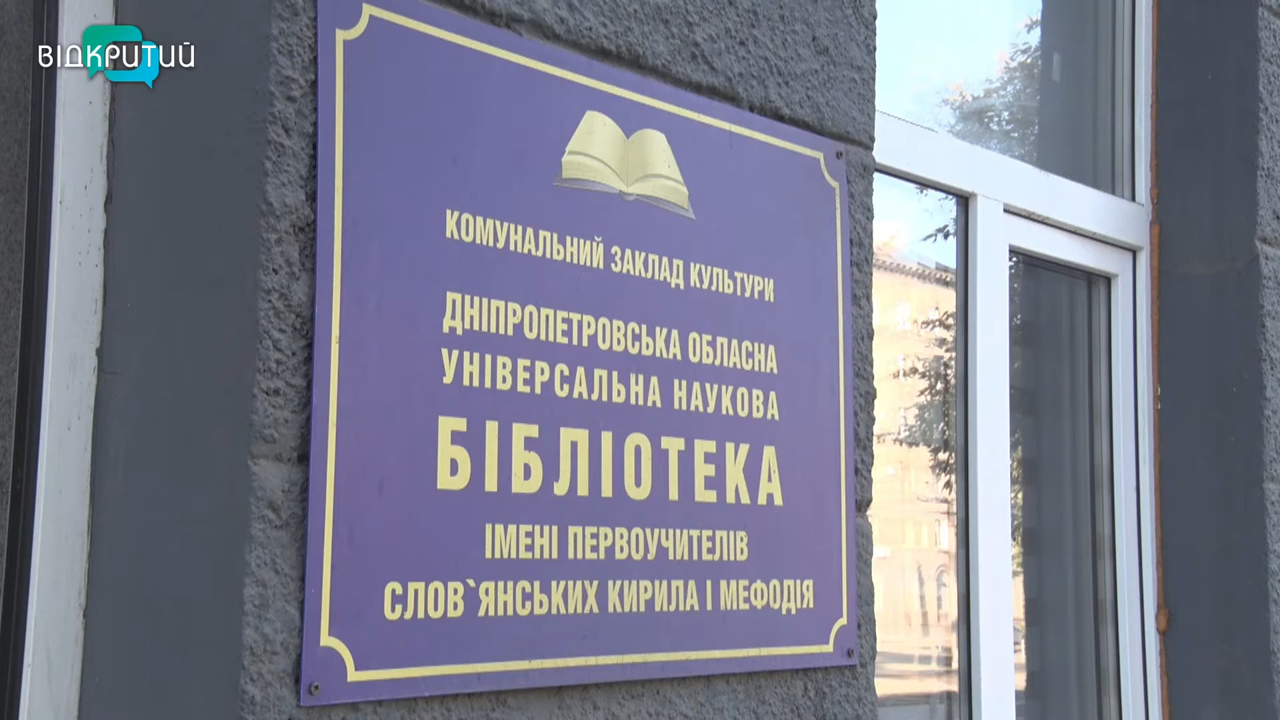 ВІДКРИТИЙ
КОМУНАЛЬНИЙ ЗАКЛАД КУЛЬТУРИ
ДНІПРОПЕТРОВСЬКА ОБЛАСНА
УНІВЕРСАЛЬНА НАУКОВА
БІБЛІОТЕКА
ІМЕНІ ПЕРВОУЧИТЕЛІВ
СЛОВ`ЯНСЬКИХ КИРИЛА І МЕФОДІЯ